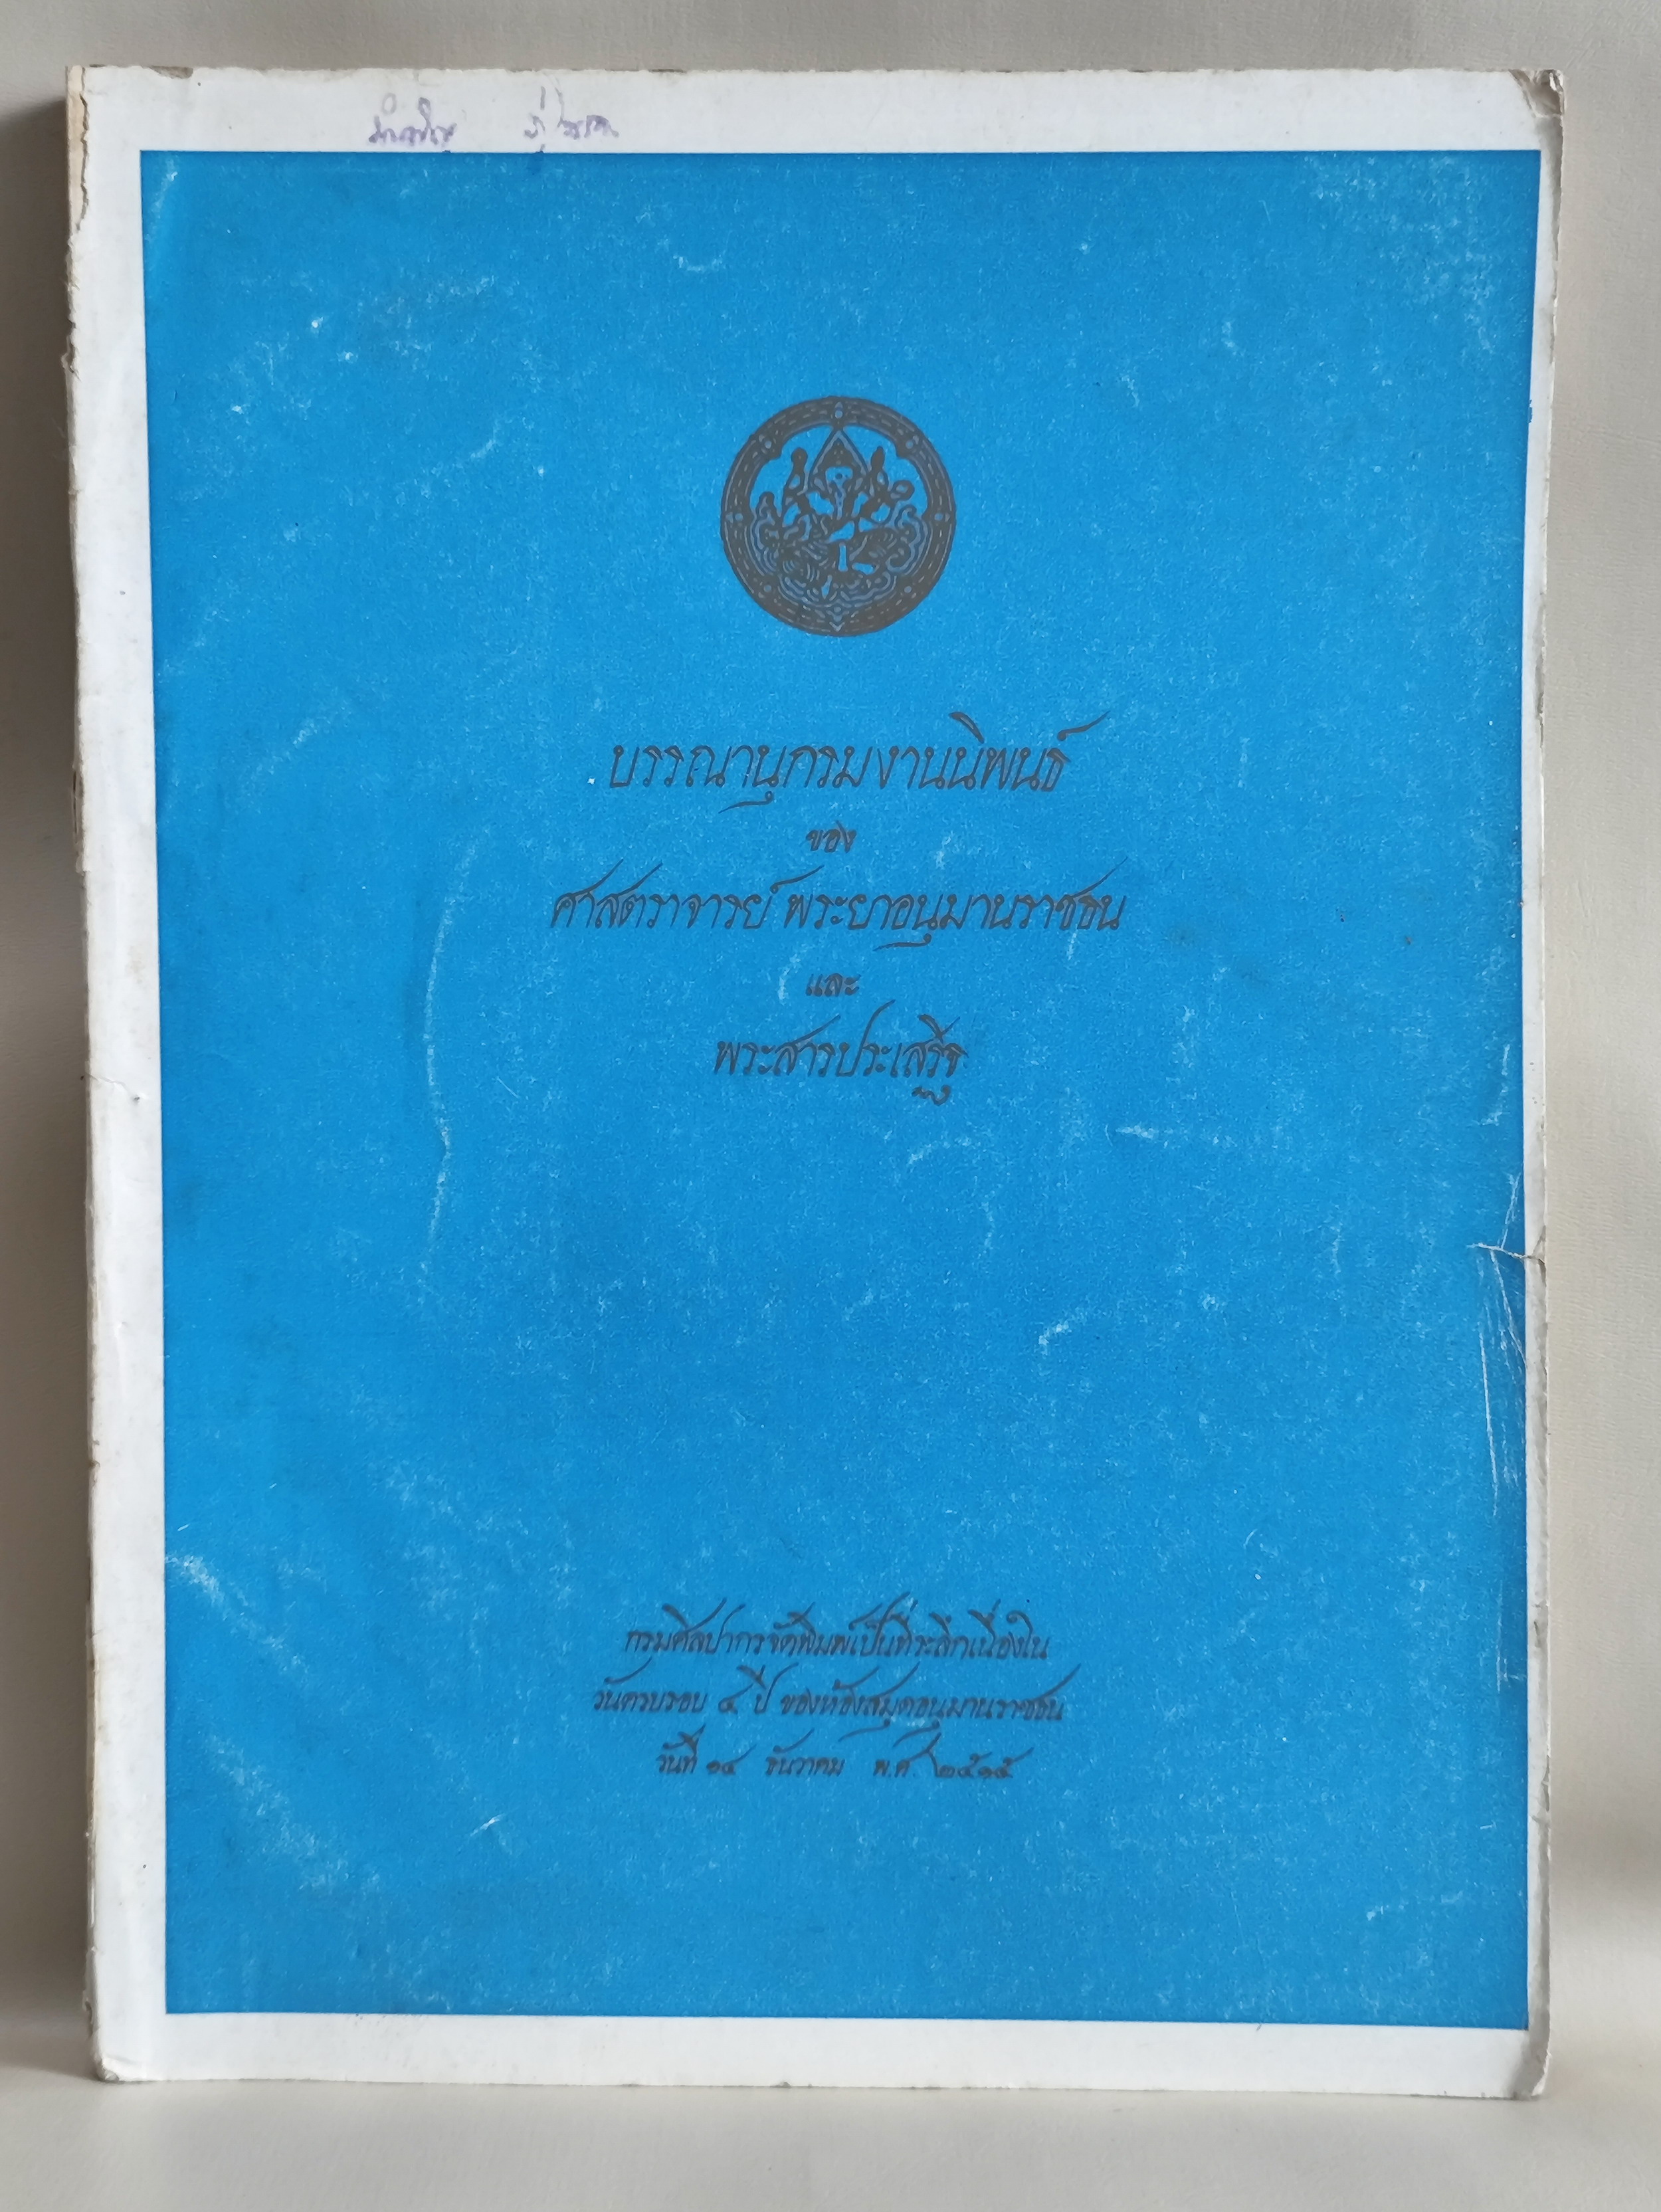 บรรณานุกรมงานนิพนธ์
ของ
ศาสตราจารย์ พระยาอนุมานราชธน
และ
พระสารประเสริฐ
กรมศิลปากรจัดพิมพ์เป็นที่ระลึกเนื่องใน
วันครบรอบ ๔ ปี ของห้องสมุดอนุมานราชธน
วันที่ ๑๔ ธันวาคม พ.ศ. ๒๕๑๕